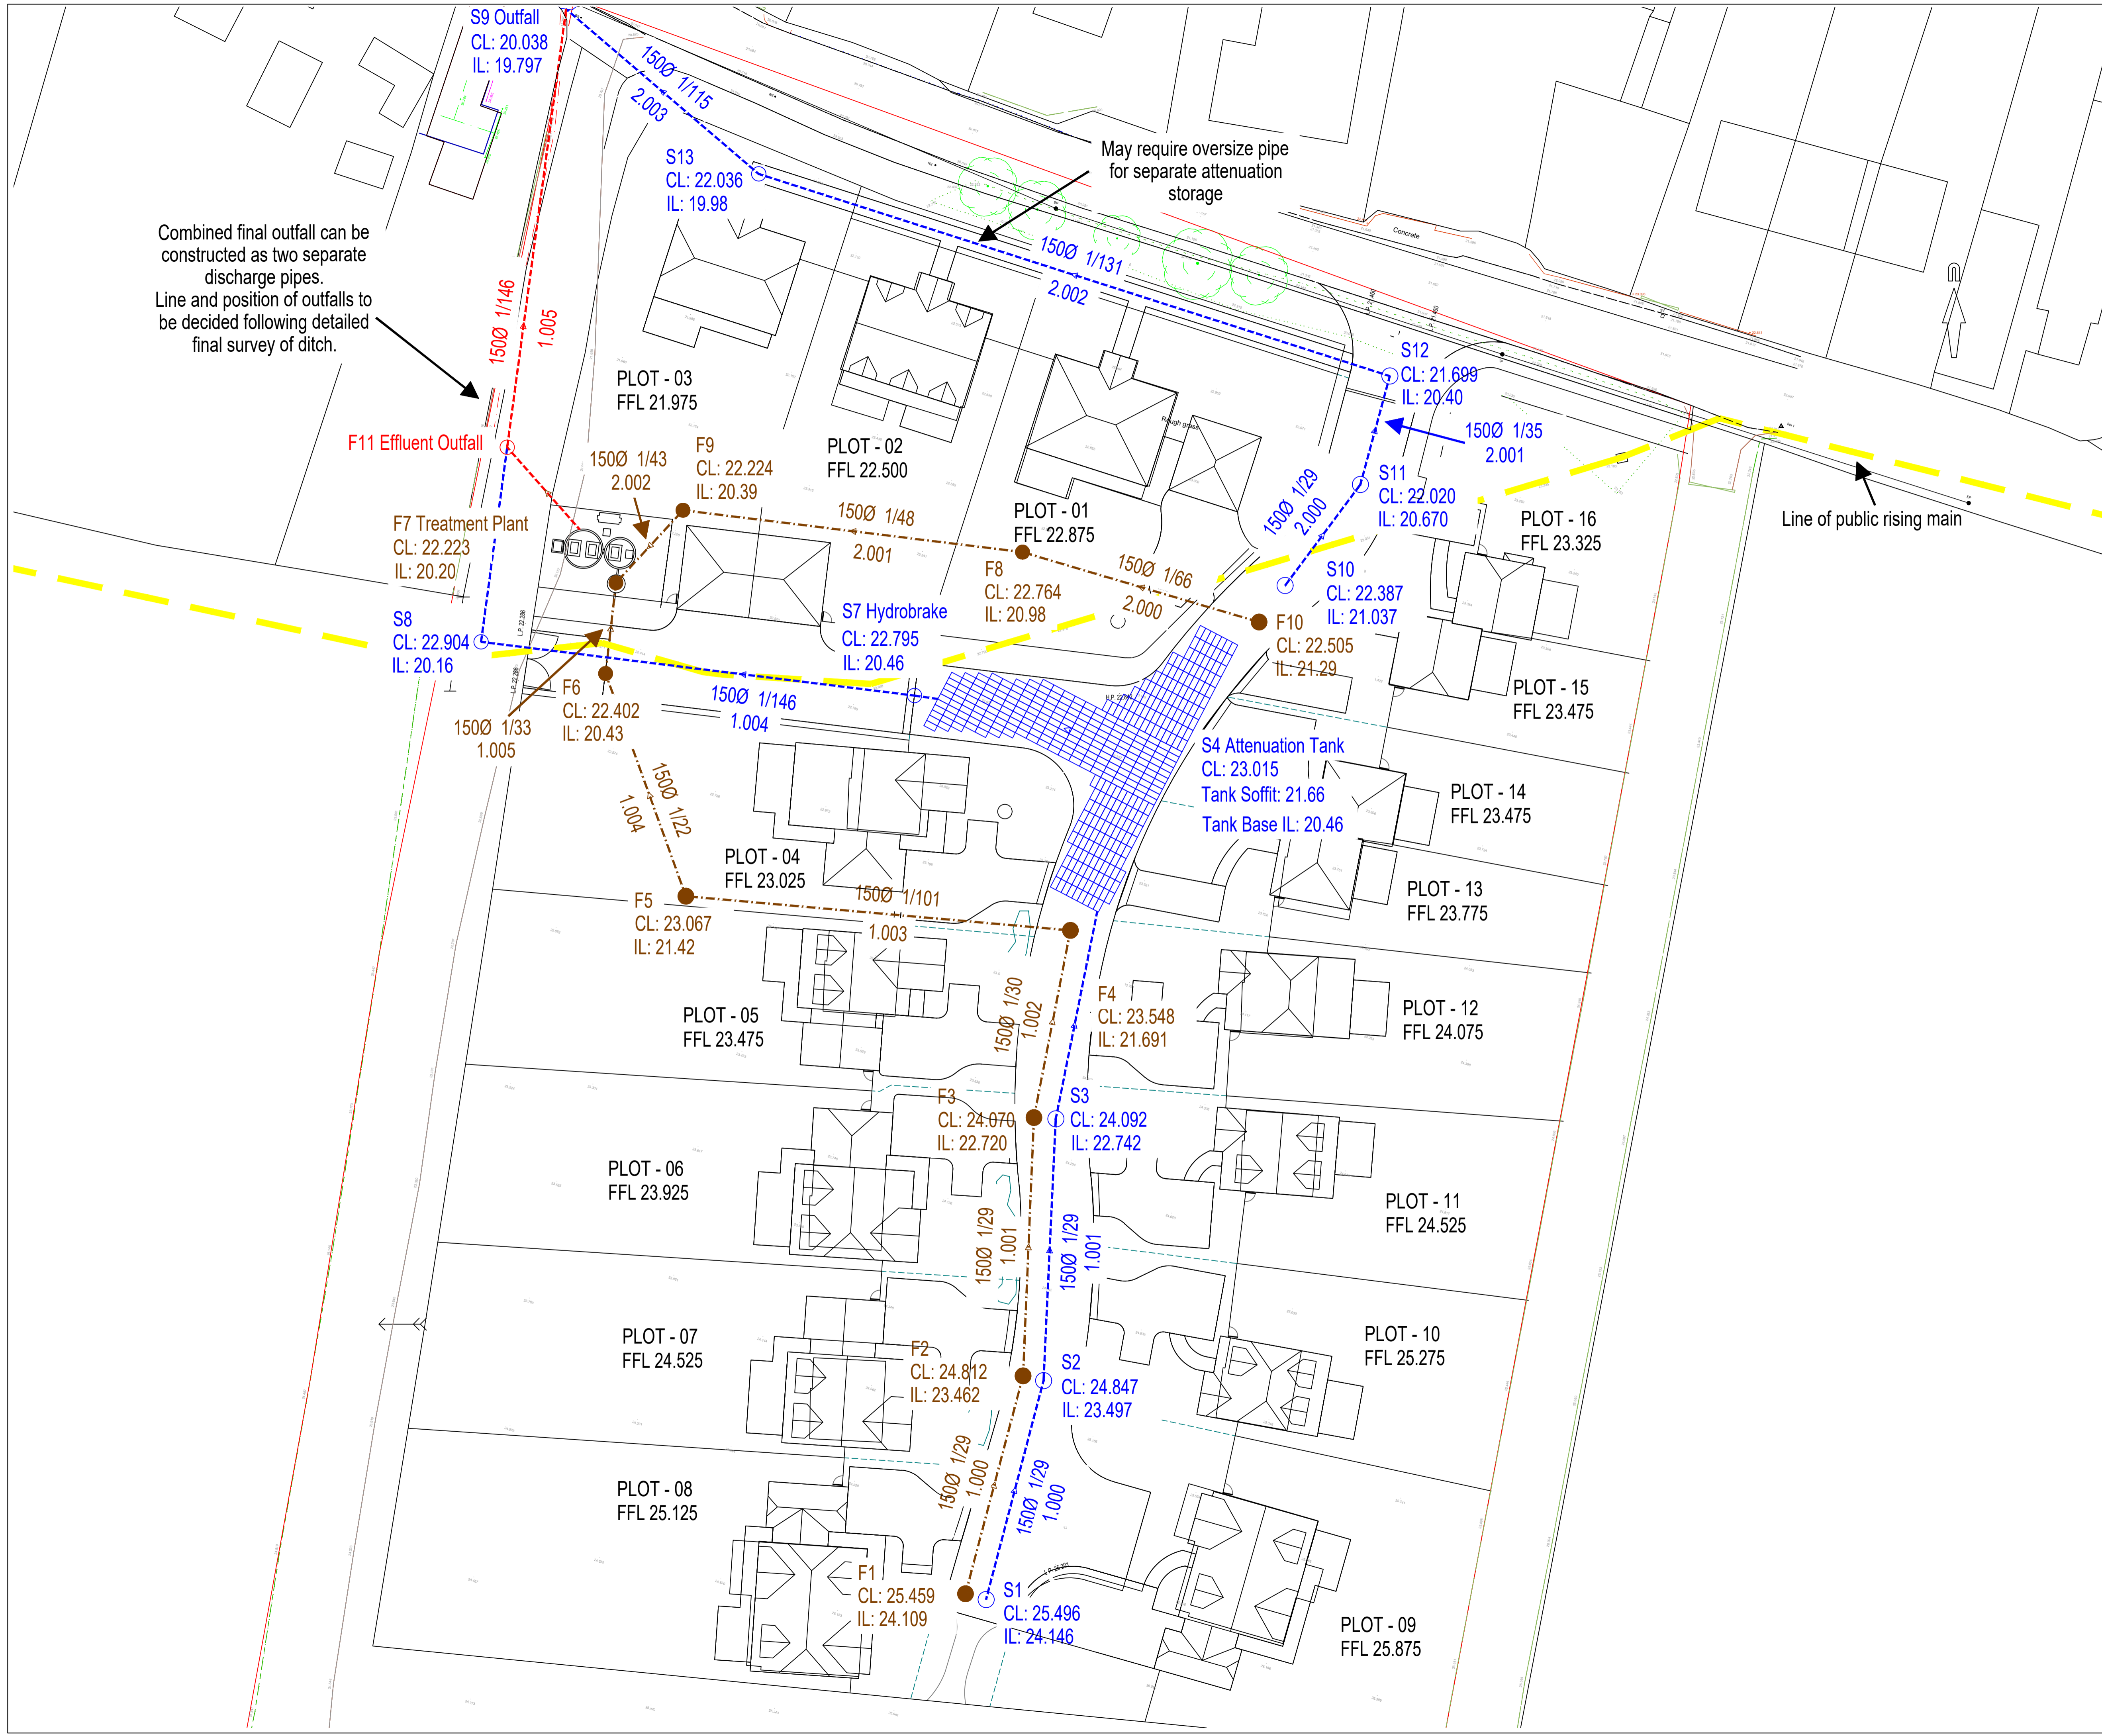 S9 Outfall
CL: 20.038
IL: 19.797
150Ø 1/115
2.003
S13
CL: 22.036
IL: 19.98
May require oversize pipe
for separate attenuation
storage
Concrete
Combined final outfall can be
constructed as two separate
discharge pipes.
Line and position of outfalls to
be decided following detailed
final survey of ditch.
150Ø 1/146
1.005
150Ø 1/131
2.002
S12
CL: 21.699
IL: 20.40
PLOT - 03
FFL 21.975
Rough grass
150Ø 1/35
2.001
F11 Effluent Outfall
150Ø 1/43
2.002
F9
CL: 22.224
IL: 20.39
PLOT - 02
FFL 22.500
150Ø 1/29
2.000
S11
CL: 22.020
IL: 20.670
Line of public rising main
PLOT - 16
FFL 23.325
PLOT - 01
FFL 22.875
150Ø 1/48
2.001
F7 Treatment Plant
CL: 22.223
IL: 20.20
F8
CL: 22.764
IL: 20.98
150Ø 1/66
2.000
S10
CL: 22.387
IL: 21.037
S8
CL: 22.904
IL: 20.16
L.P. 22.286
L.P. 22.286
S7 Hydrobrake
CL: 22.795
IL: 20.46
F10
CL: 22.505
IL: 21.29
F6
CL: 22.402
IL: 20.43
150Ø 1/33
1.005
150Ø 1/146
1.004
PLOT - 15
FFL 23.475
S4 Attenuation Tank
CL: 23.015
Tank Soffit: 21.66
Tank Base IL: 20.46
150Ø 1/22
1.004
PLOT - 14
FFL 23.475
PLOT - 04
FFL 23.025
PLOT - 13
FFL 23.775
F5
CL: 23.067
IL: 21.42
150Ø 1/101
1.003
PLOT - 05
FFL 23.475
150Ø 1/30
1.002
F4
CL: 23.548
IL: 21.691
PLOT - 12
FFL 24.075
F3
CL: 24.070
IL: 22.720
S3
CL: 24.092
IL: 22.742
PLOT - 06
FFL 23.925
PLOT - 11
FFL 24.525
150Ø 1/29
1.001
150Ø 1/29
1.001
PLOT - 07
FFL 24.525
F2
CL: 24.812
IL: 23.462
S2
CL: 24.847
IL: 23.497
PLOT - 10
FFL 25.275
150Ø 1/29
1.000
150Ø 1/29
1.000
PLOT - 08
FFL 25.125
F1
CL: 25.459
IL: 24.109
S1
CL: 25.496
IL: 24.146
PLOT - 09
FFL 25.875